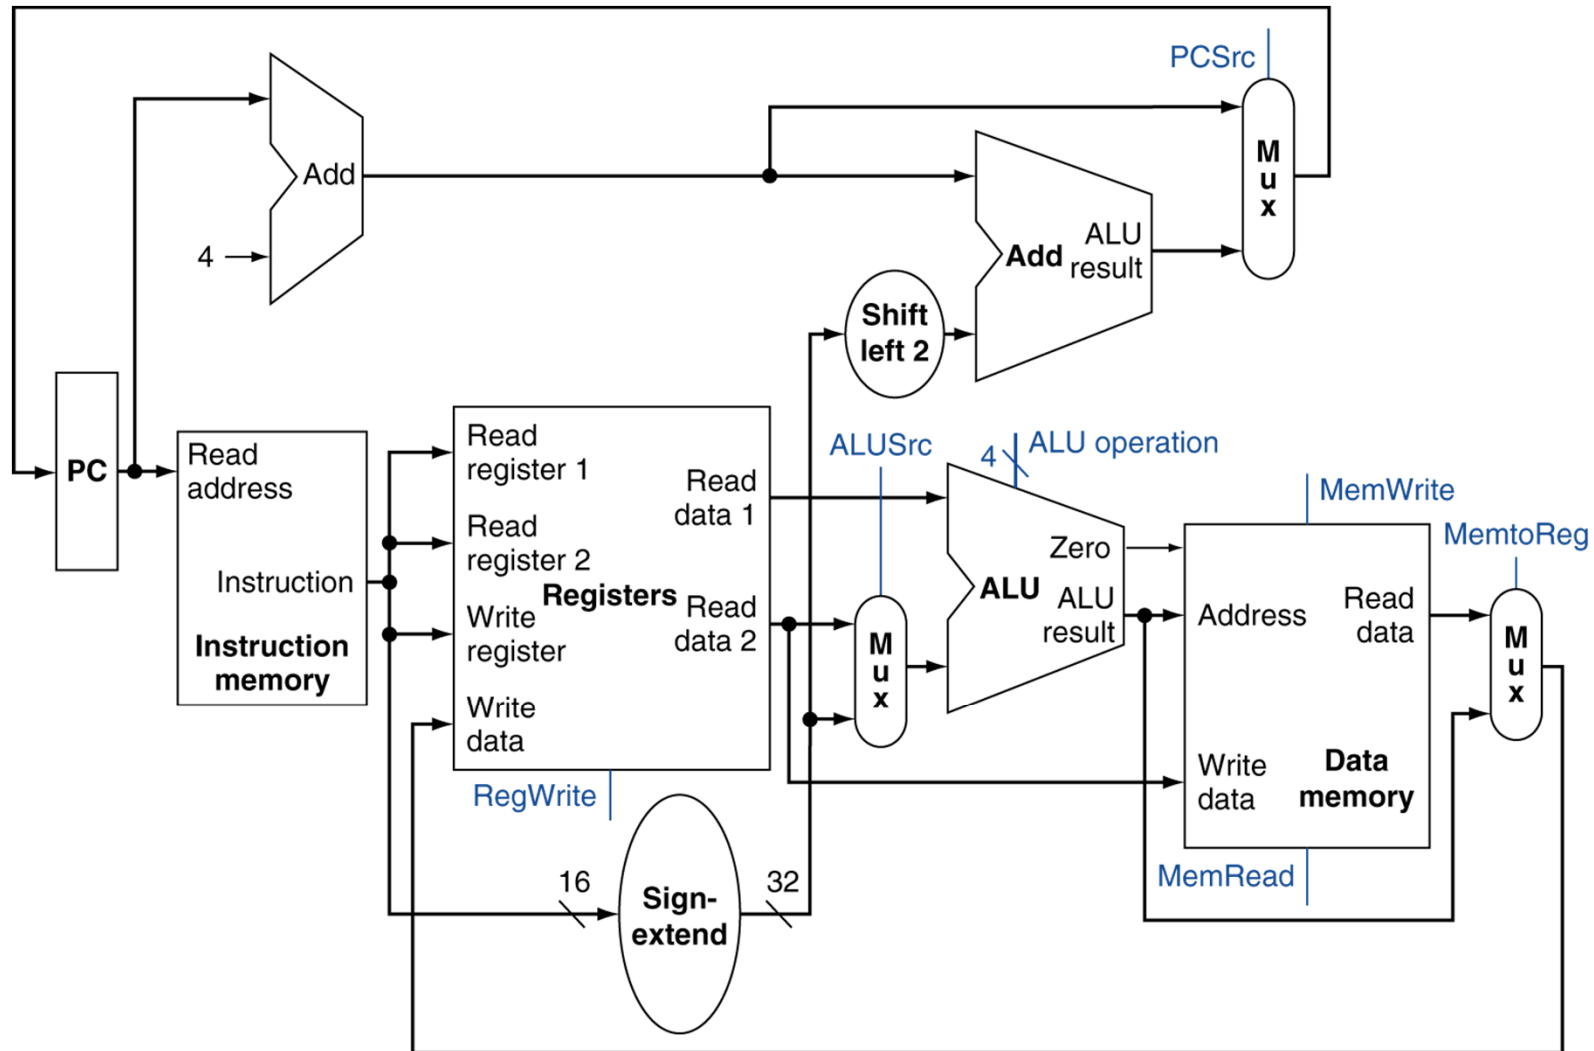 PCSrc
M
u
x
Add
4
Add
ALU
result
Shift
left 2
PC
Read
address
Instruction
Instruction
memory
Read
register 1
Read
register 2
Write
register
Write
data
Registers
Read
data 1
Read
data 2
RegWrite
16
Sign-
extend
32
ALUSrc
M
u
x
4
ALU operation
Zero
ALU
ALU
result
MemWrite
Address
Read
data
Write
data
Data
memory
MemRead
MemtoReg
M
u
x